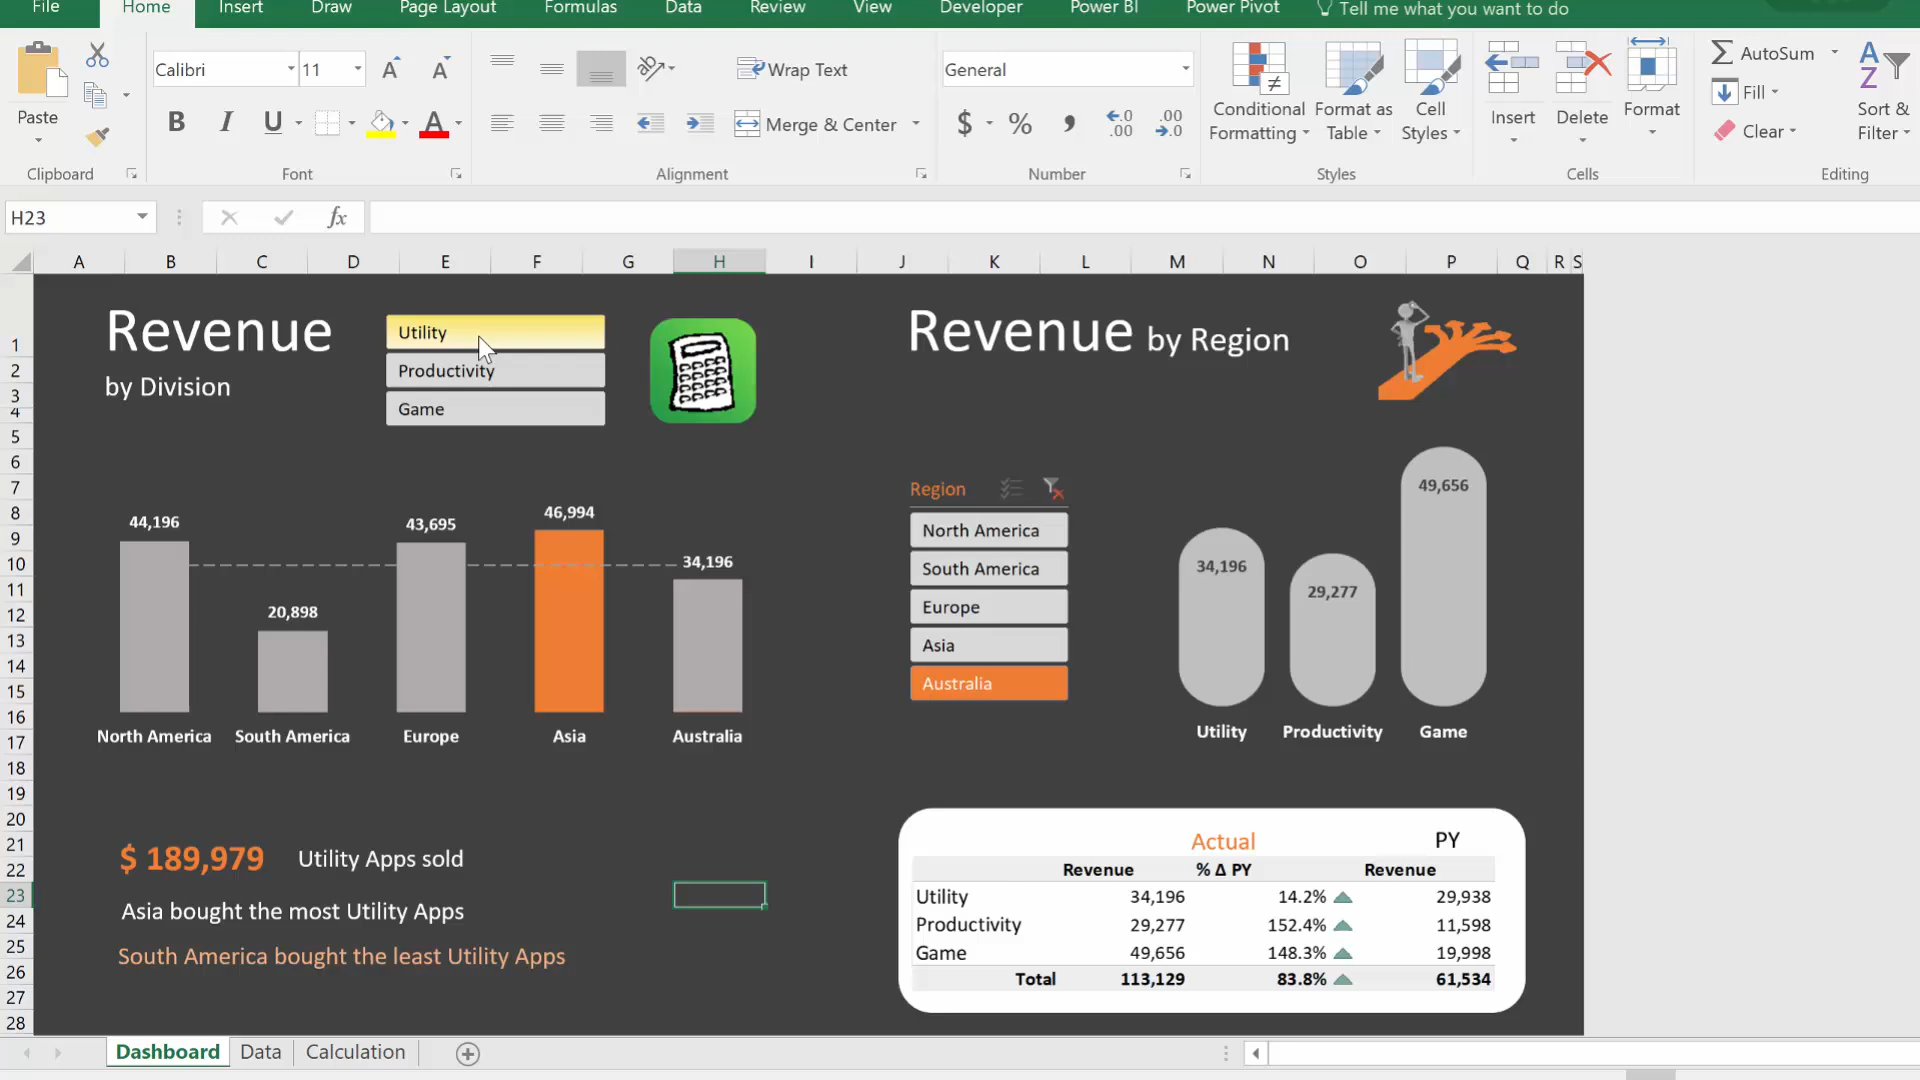 File Home Insert Draw Page Layout Formulas Data Review View Developer Power BI Power Pivot Tell me what you want to do
Paste
Clipboard
Calibri 11
B I U A
Font
Wrap Text
Merge & Center
Alignment
General
$ % ,
Number
Conditional Formatting
Format as Table
Cell Styles
Styles
Insert
Delete
Format
Cells
AutoSum
Fill
Clear
Sort & Filter
Editing
H23 fx
A B C D E F G H I J K L M N O P Q R S
1
2
3
4
5
6
7
8
9
10
11
12
13
14
15
16
17
18
19
20
21
22
23
24
25
26
27
28
Revenue
by Division
Utility
Productivity
Game
44,196
20,898
43,695
46,994
34,196
North America South America Europe Asia Australia
$ 189,979 Utility Apps sold
Asia bought the most Utility Apps
South America bought the least Utility Apps
Revenue by Region
Region
North America
South America
Europe
Asia
Australia
34,196
29,277
49,656
Utility Productivity Game
Actual PY
Revenue % Δ PY Revenue
Utility 34,196 14.2% 29,938
Productivity 29,277 152.4% 11,598
Game 49,656 148.3% 19,998
Total 113,129 83.8% 61,534
Dashboard Data Calculation